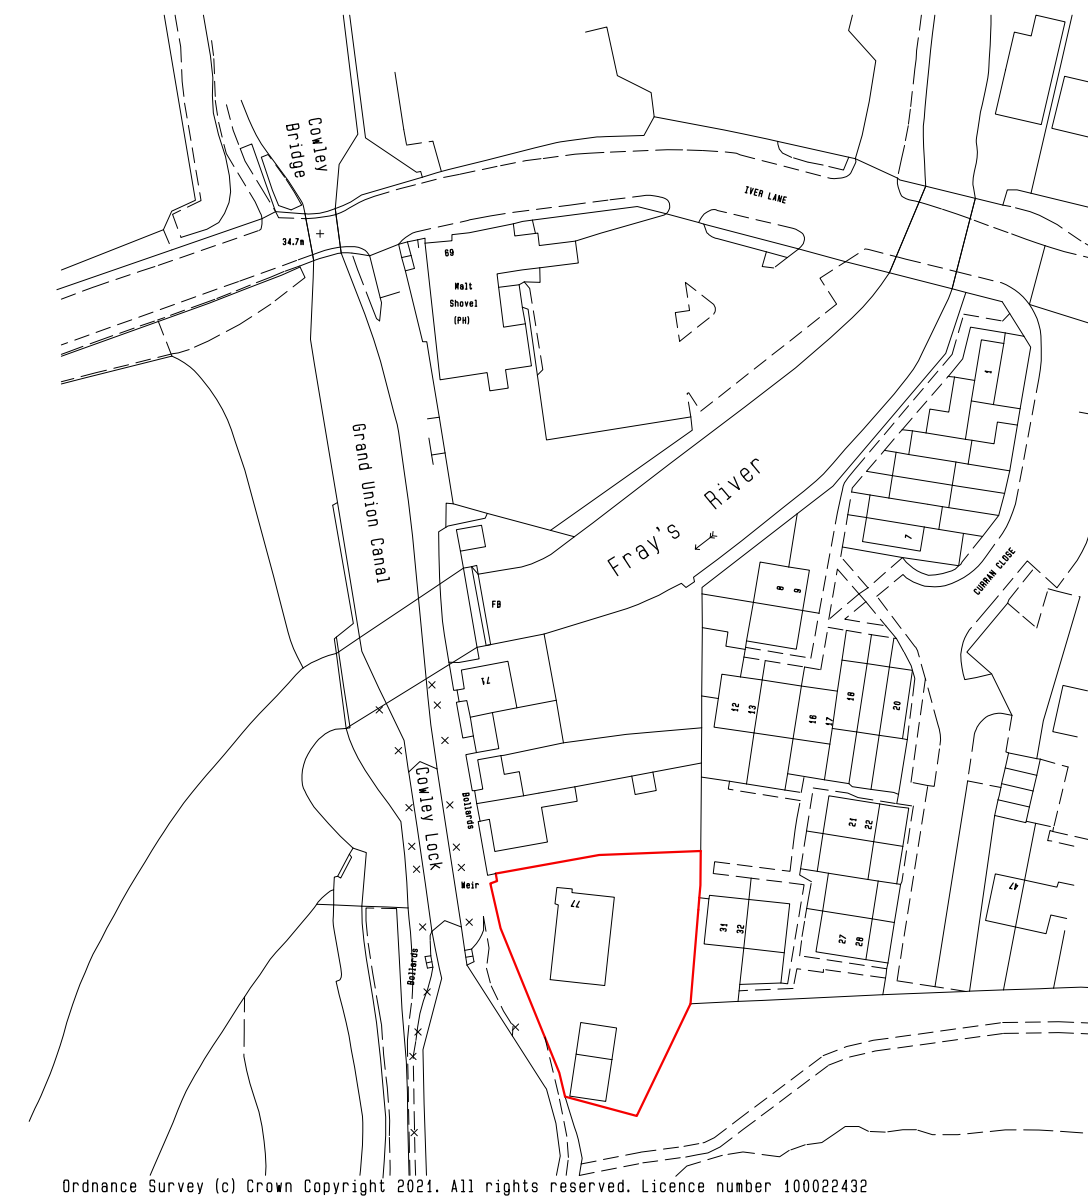 Cowley
Bridge
IVER LANE
34.7m
69
Malt
Shovel
(PH)
1
Grand Union Canal
Fray's River
7
CURRAN CLOSE
FB
8
9
71
12
13
16
17
18
20
Cowley Lock
Bollards
21
22
Weir
77
47
31
32
27
28
Bollards
Ordnance Survey (c) Crown Copyright 2021. All rights reserved. Licence number 100022432